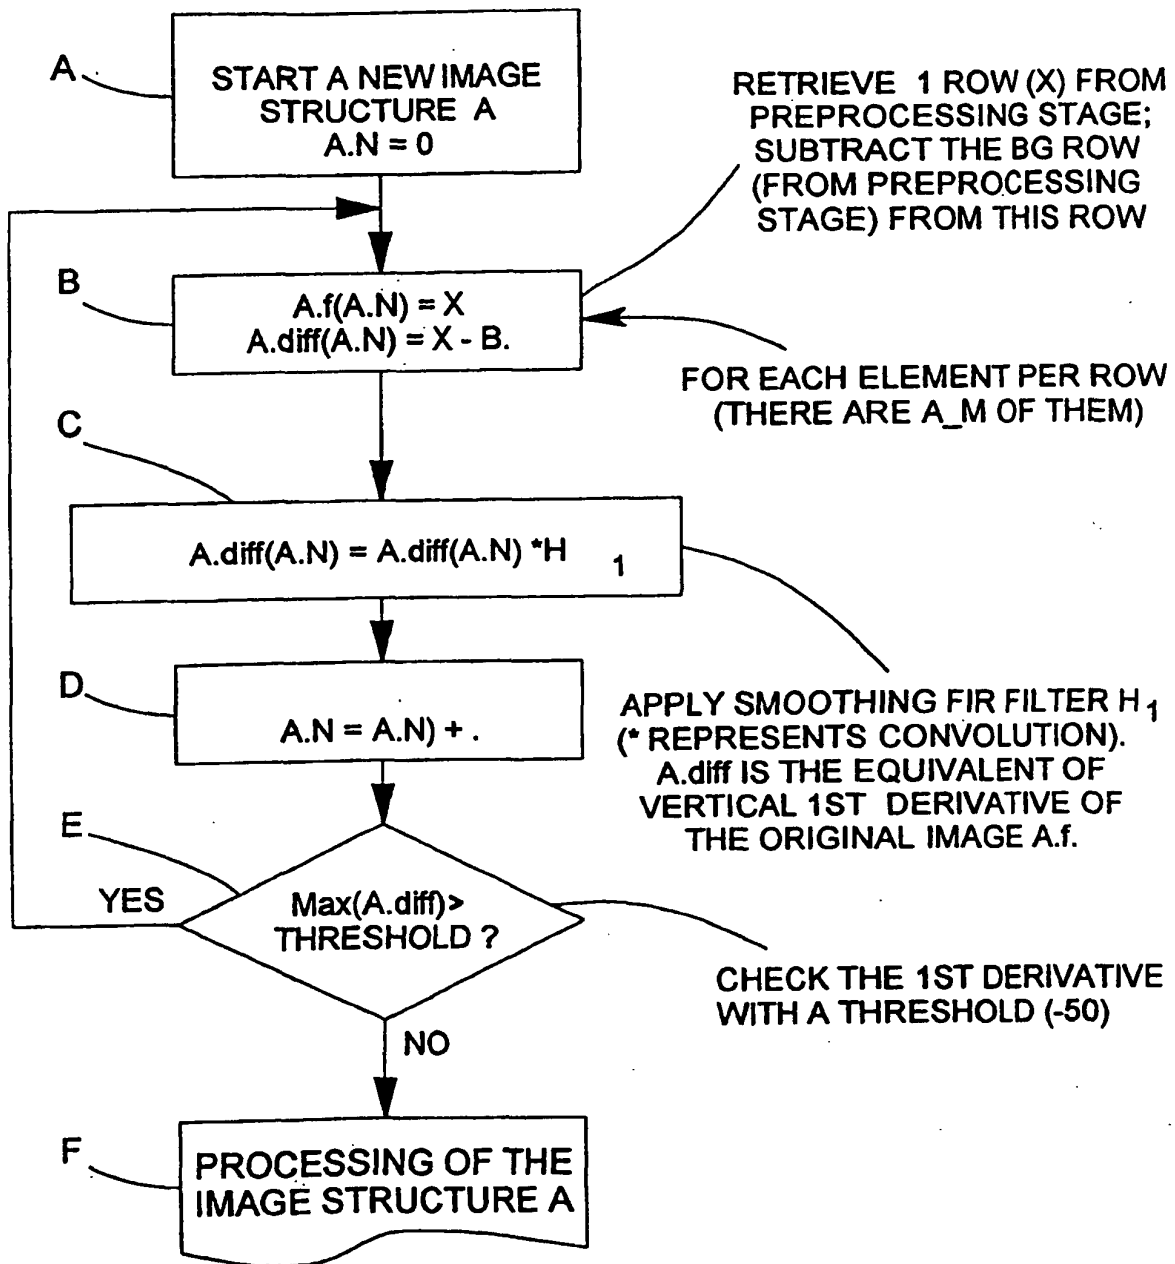 A
START A NEW IMAGE
STRUCTURE A
A.N = 0
RETRIEVE 1 ROW (X) FROM
PREPROCESSING STAGE;
SUBTRACT THE BG ROW
(FROM PREPROCESSING
STAGE) FROM THIS ROW
B
A.f(A.N) = X
A.diff(A.N) = X - B.
FOR EACH ELEMENT PER ROW
(THERE ARE A_M OF THEM)
C
A.diff(A.N) = A.diff(A.N) *H 1
D
A.N = A.N) + .
APPLY SMOOTHING FIR FILTER H1
(* REPRESENTS CONVOLUTION).
A.diff IS THE EQUIVALENT OF
VERTICAL 1ST DERIVATIVE OF
THE ORIGINAL IMAGE A.f.
E
YES
Max(A.diff)>
THRESHOLD ?
CHECK THE 1ST DERIVATIVE
WITH A THRESHOLD (-50)
NO
F
PROCESSING OF THE
IMAGE STRUCTURE A